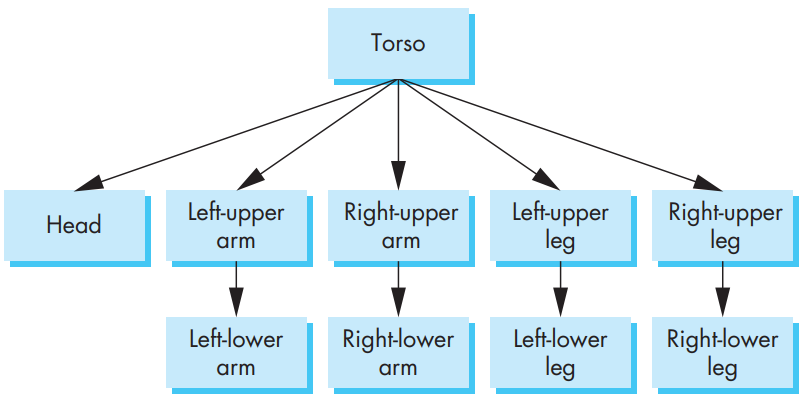 Torso
Head
Left-upper
arm
Right-upper
arm
Left-upper
leg
Right-upper
leg
Left-lower
arm
Right-lower
arm
Left-lower
leg
Right-lower
leg